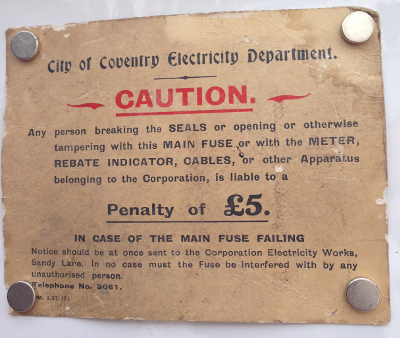 City of Coventry Electricity Department.
CAUTION.
Any person breaking the SEALS or opening or otherwise
tampering with this MAIN FUSE or with the METER,
REBATE INDICATOR, CABLES, or other Apparatus
belonging to the Corporation, is liable to a
Penalty of £5.
IN CASE OF THE MAIN FUSE FAILING
Notice should be at once sent to the Corporation Electricity Works,
Sandy Lane. In no case must the Fuse be interfered with by any
unauthorised person.
Telephone No. 3061.